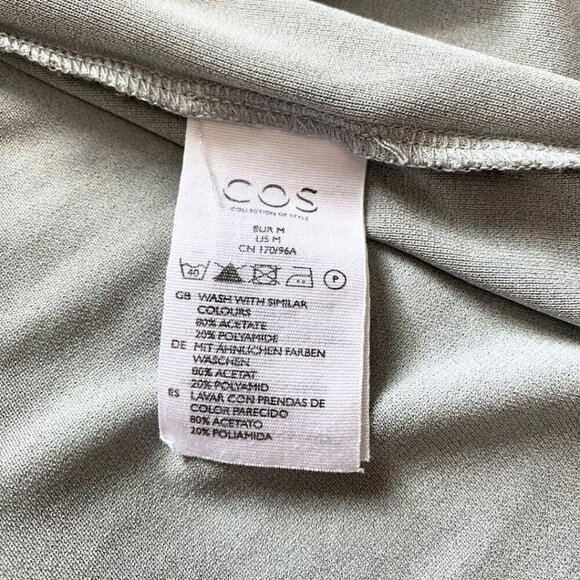 COS
COLLECTION OF STYLE
EUR M
US M
CN 170/96A
40 P
GB WASH WITH SIMILAR
COLOURS
80% ACETATE
20% POLYAMIDE
DE MIT ÄHNLICHEN FARBEN
WASCHEN
80% ACETAT
20% POLYAMID
ES LAVAR CON PRENDAS DE
COLOR PARECIDO
80% ACETATO
20% POLIAMIDA